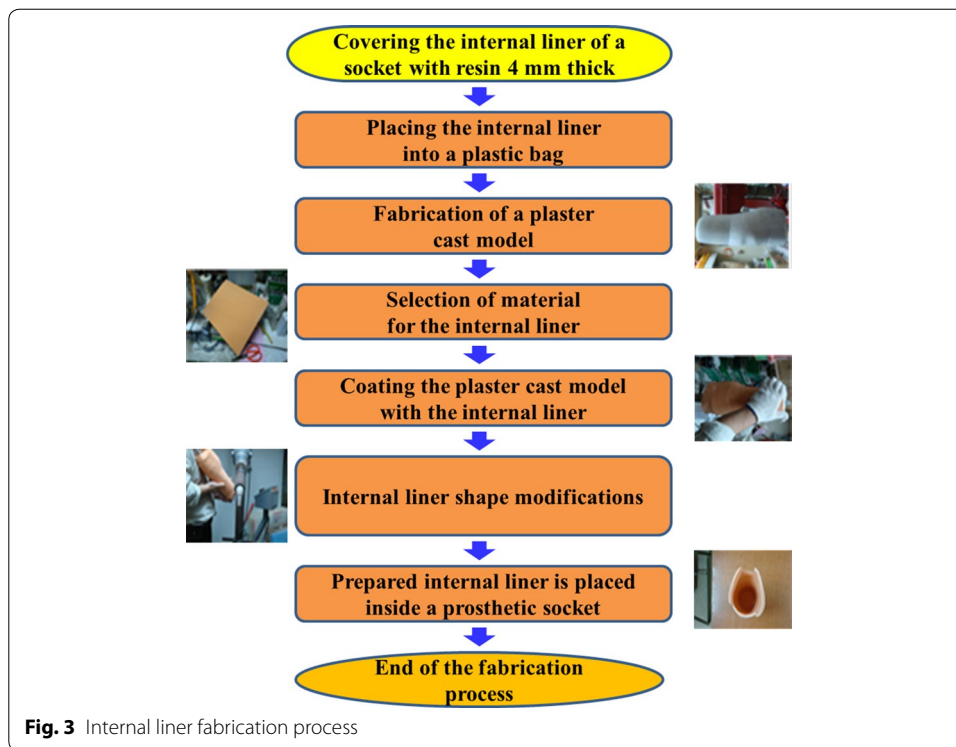 Covering the internal liner of a
socket with resin 4 mm thick
Placing the internal liner
into a plastic bag
Fabrication of a plaster
cast model
Selection of material
for the internal liner
Coating the plaster cast model
with the internal liner
Internal liner shape modifications
Prepared internal liner is placed
inside a prosthetic socket
End of the fabrication
process
Fig. 3 Internal liner fabrication process